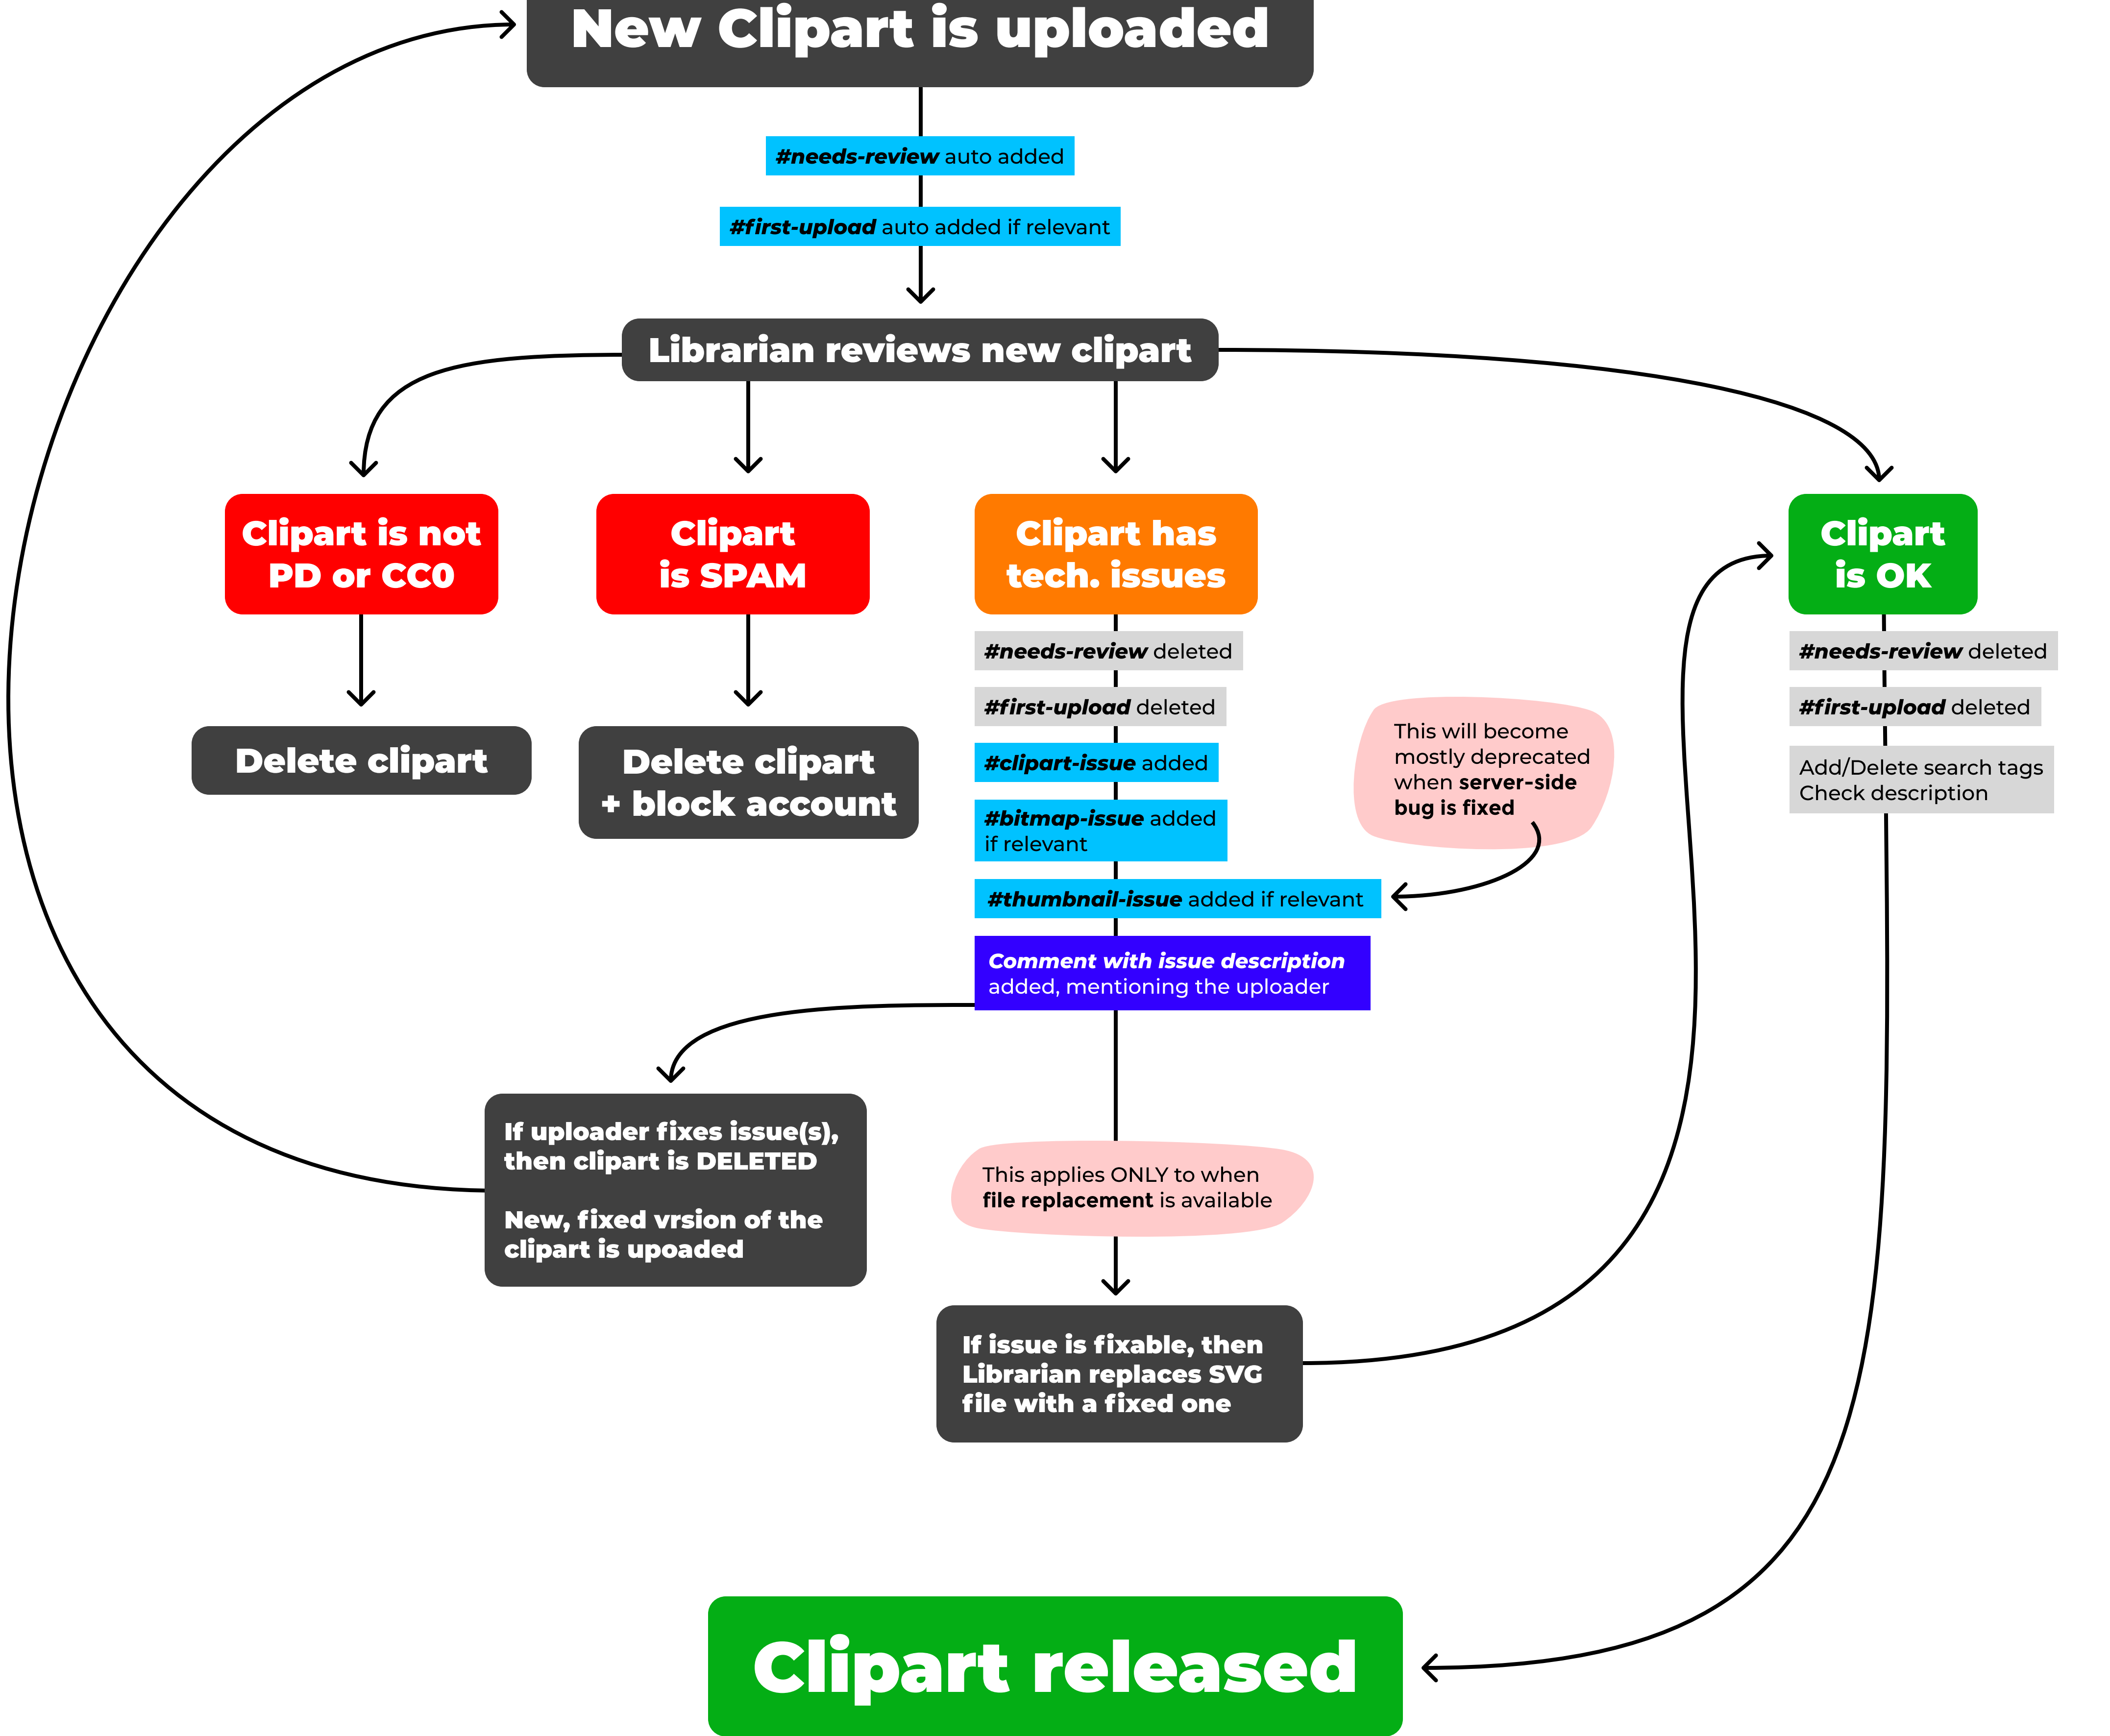 New Clipart is uploaded
#needs-review auto added
#first-upload auto added if relevant
Librarian reviews new clipart
Clipart is not
PD or CC0
Delete clipart
Clipart
is SPAM
Delete clipart
+ block account
Clipart has
tech. issues
#needs-review deleted
#first-upload deleted
#clipart-issue added
#bitmap-issue added
if relevant
#thumbnail-issue added if relevant
This will become
mostly deprecated
when server-side
bug is fixed
Comment with issue description
added, mentioning the uploader
If uploader fixes issue(s),
then clipart is DELETED
New, fixed vrsion of the
clipart is upoaded
This applies ONLY to when
file replacement is available
If issue is fixable, then
Librarian replaces SVG
file with a fixed one
Clipart
is OK
#needs-review deleted
#first-upload deleted
Add/Delete search tags
Check description
Clipart released